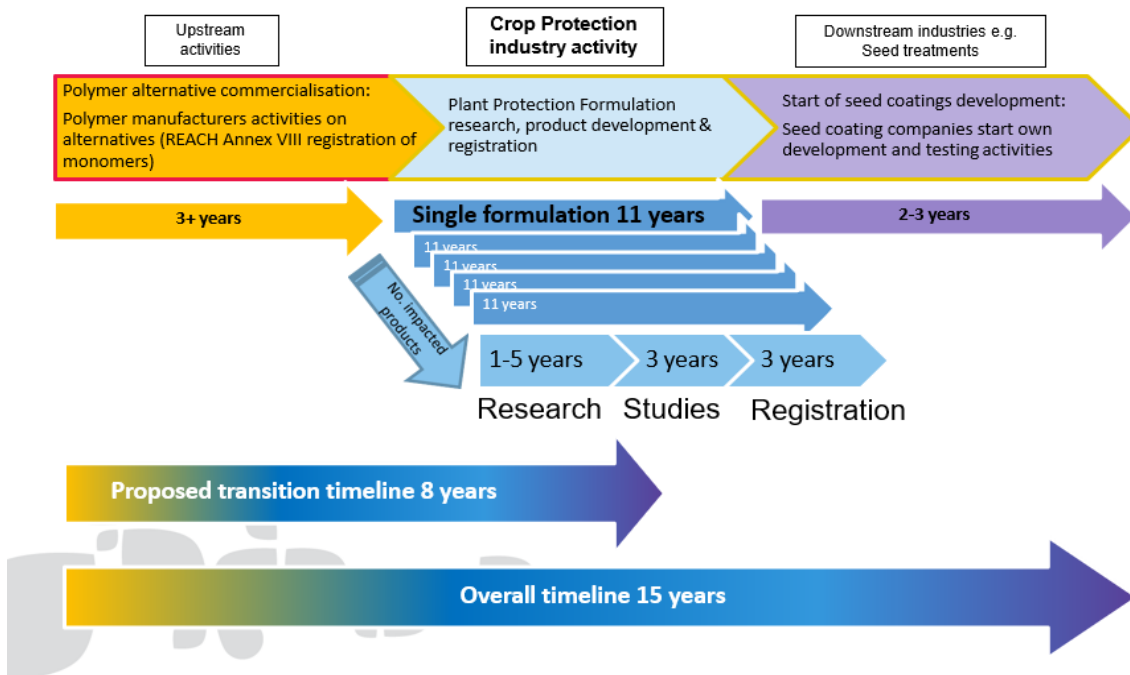 Upstream
activities
Crop Protection
industry activity
Downstream industries e.g.
Seed treatments
Polymer alternative commercialisation:
Polymer manufacturers activities on
alternatives (REACH Annex VIII registration of
monomers)
Plant Protection Formulation
research, product development &
registration
Start of seed coatings development:
Seed coating companies start own
development and testing activities
3+ years
Single formulation 11 years
2-3 years
11 years
11 years
11 years
11 years
No. impacted
products
1-5 years
3 years
3 years
Research
Studies
Registration
Proposed transition timeline 8 years
Overall timeline 15 years